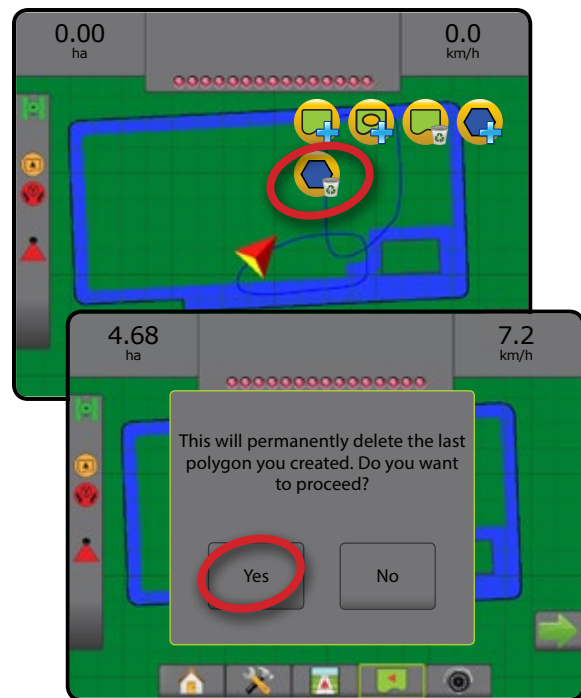 0.00
ha
0.0
km/h
4.68
ha
7.2
km/h
This will permanently delete the last
polygon you created. Do you want
to proceed?
Yes
No